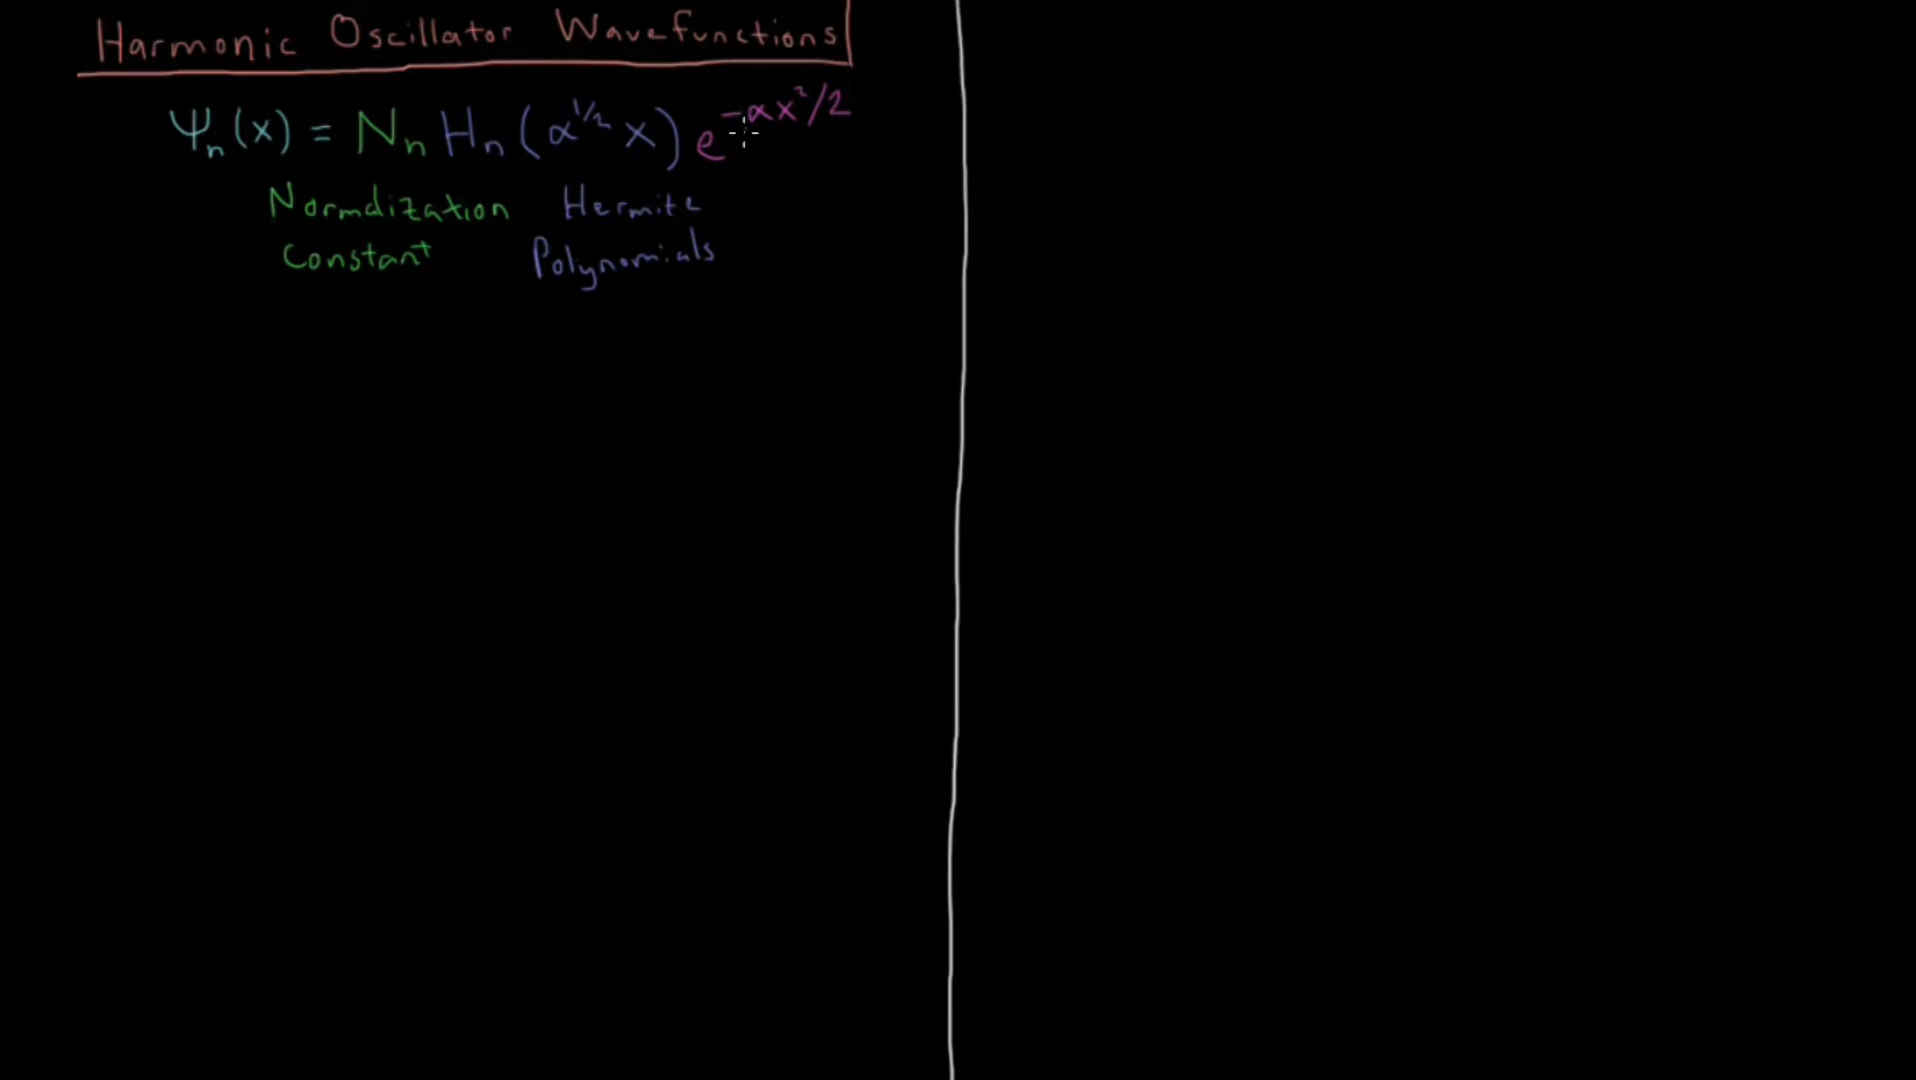 Harmonic Oscillator Wavefunctions
Ψₙ(x) = Nₙ Hₙ(α^{1/2} x) e^{-αx²/2}
Normalization Hermite
Constant Polynomials